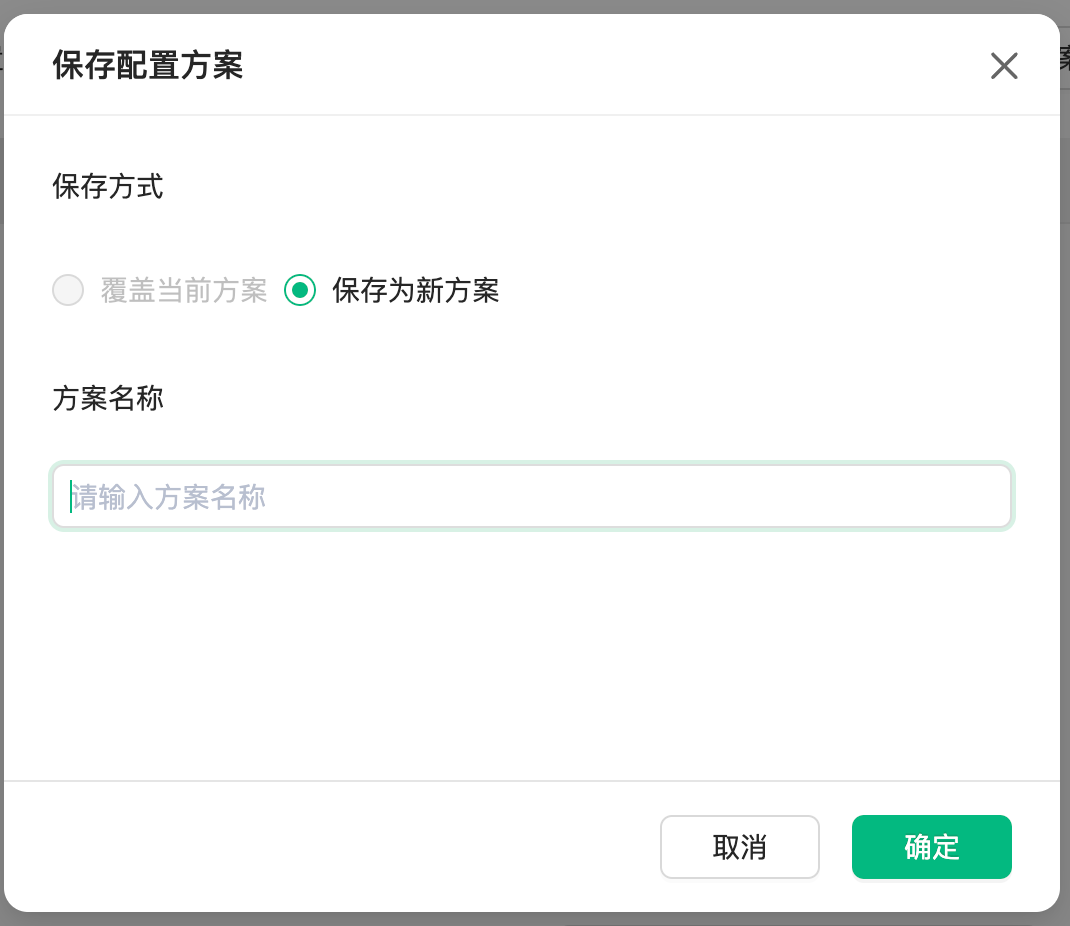 保存配置方案
保存方式
覆盖当前方案 保存为新方案
方案名称
请输入方案名称
取消 确定